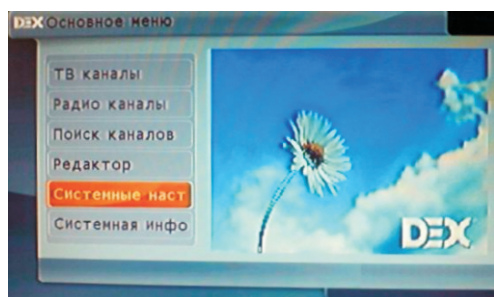 DEX Основное меню
ТВ каналы
Радио каналы
Поиск каналов
Редактор
Системные наст
Системная инфо
DEX